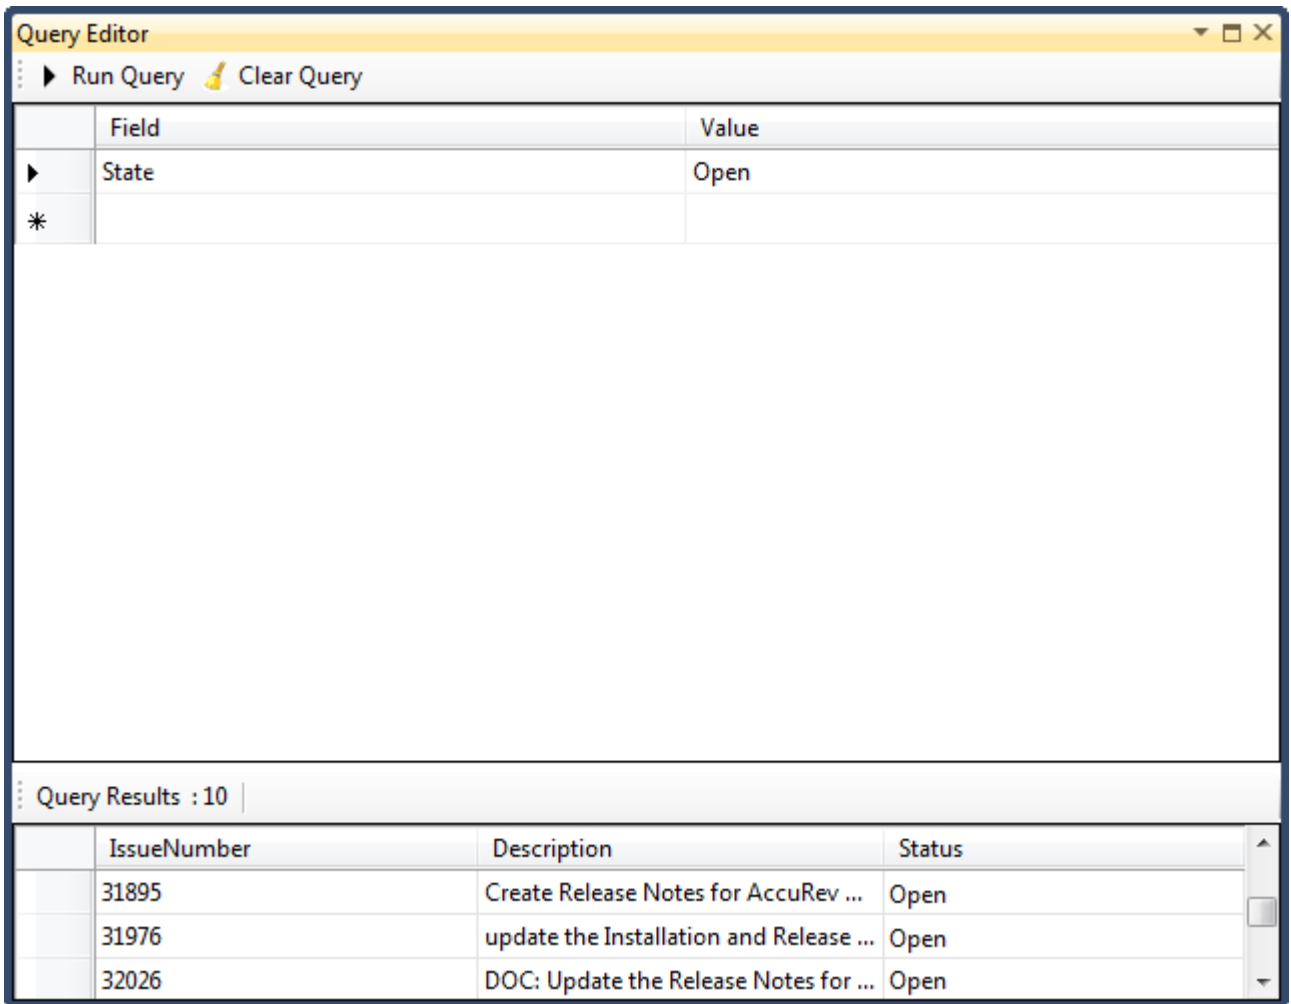 Query Editor
Run Query Clear Query
Field Value
State Open
Query Results : 10
IssueNumber Description Status
31895 Create Release Notes for AccuRev ... Open
31976 update the Installation and Release ... Open
32026 DOC: Update the Release Notes for ... Open